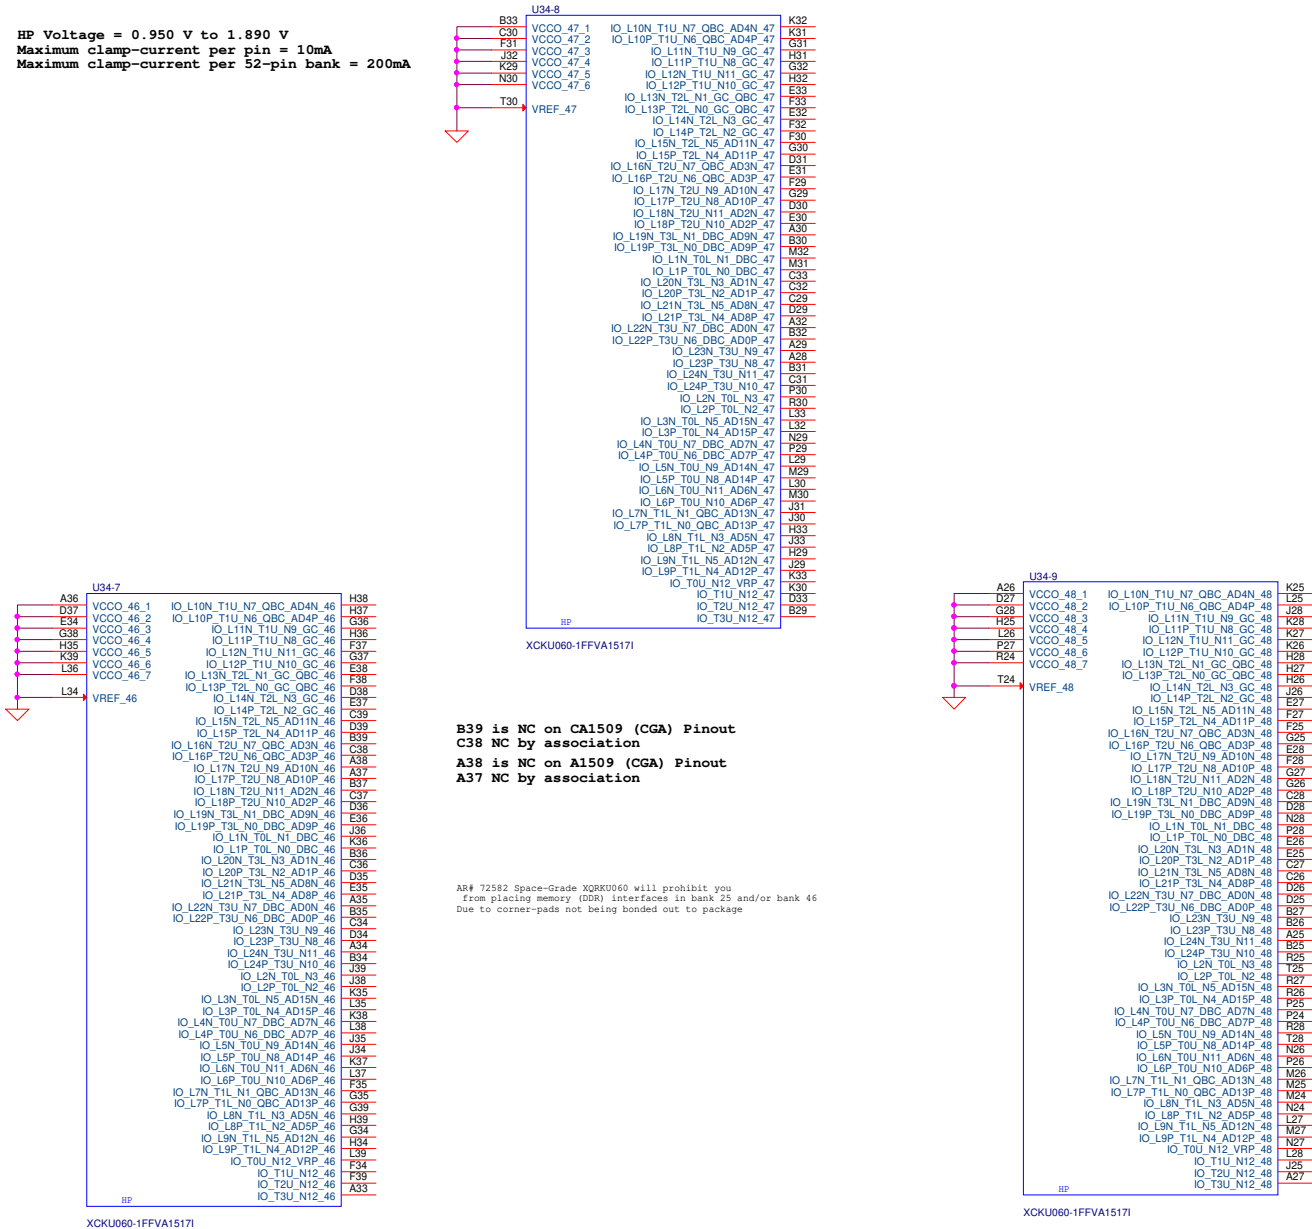 HP Voltage = 0.950 V to 1.890 V
Maximum clamp-current per pin = 10mA
Maximum clamp-current per 52-pin bank = 200mA
U34-8
B33 VCCO_47_1
C30 VCCO_47_2
F31 VCCO_47_3
J32 VCCO_47_4
K29 VCCO_47_5
N30 VCCO_47_6
T30 VREF_47
IO_L10N_T1U_N7_QBC_AD4N_47 K32
IO_L10P_T1U_N6_QBC_AD4P_47 K31
IO_L11N_T1U_N9_GC_47 G31
IO_L11P_T1U_N8_GC_47 H31
IO_L12N_T1U_N11_GC_47 G32
IO_L12P_T1U_N10_GC_47 H32
IO_L13N_T2L_N1_GC_QBC_47 E33
IO_L13P_T2L_N0_GC_QBC_47 F33
IO_L14N_T2L_N3_GC_47 E32
IO_L14P_T2L_N2_GC_47 F32
IO_L15N_T2L_N5_AD11N_47 F30
IO_L15P_T2L_N4_AD11P_47 G30
IO_L16N_T2U_N7_QBC_AD3N_47 D31
IO_L16P_T2U_N6_QBC_AD3P_47 E31
IO_L17N_T2U_N9_AD10N_47 F29
IO_L17P_T2U_N8_AD10P_47 G29
IO_L18N_T2U_N11_AD2N_47 D30
IO_L18P_T2U_N10_AD2P_47 E30
IO_L19N_T3L_N1_DBC_AD9N_47 A30
IO_L19P_T3L_N0_DBC_AD9P_47 B30
IO_L1N_T0L_N1_DBC_47 M32
IO_L1P_T0L_N0_DBC_47 M31
IO_L20N_T3L_N3_AD1N_47 C33
IO_L20P_T3L_N2_AD1P_47 C32
IO_L21N_T3L_N5_AD8N_47 C29
IO_L21P_T3L_N4_AD8P_47 D29
IO_L22N_T3U_N7_DBC_AD0N_47 A32
IO_L22P_T3U_N6_DBC_AD0P_47 B32
IO_L23N_T3U_N9_47 A29
IO_L23P_T3U_N8_47 A28
IO_L24N_T3U_N11_47 B31
IO_L24P_T3U_N10_47 C31
IO_L2N_T0L_N3_47 P30
IO_L2P_T0L_N2_47 R30
IO_L3N_T0L_N5_AD15N_47 L33
IO_L3P_T0L_N4_AD15P_47 L32
IO_L4N_T0U_N7_DBC_AD7N_47 N29
IO_L4P_T0U_N6_DBC_AD7P_47 P29
IO_L5N_T0U_N9_AD14N_47 L29
IO_L5P_T0U_N8_AD14P_47 M29
IO_L6N_T0U_N11_AD6N_47 L30
IO_L6P_T0U_N10_AD6P_47 M30
IO_L7N_T1L_N1_QBC_AD13N_47 J31
IO_L7P_T1L_N0_QBC_AD13P_47 J30
IO_L8N_T1L_N3_AD5N_47 H33
IO_L8P_T1L_N2_AD5P_47 J33
IO_L9N_T1L_N5_AD12N_47 H29
IO_L9P_T1L_N4_AD12P_47 J29
IO_T0U_N12_VRP_47 K33
IO_T1U_N12_47 K30
IO_T2U_N12_47 D33
IO_T3U_N12_47 B29
HP
XCKU060-1FFVA1517I
U34-7
A36 VCCO_46_1
D37 VCCO_46_2
E34 VCCO_46_3
G38 VCCO_46_4
H35 VCCO_46_5
K39 VCCO_46_6
L36 VCCO_46_7
L34 VREF_46
IO_L10N_T1U_N7_QBC_AD4N_46 H38
IO_L10P_T1U_N6_QBC_AD4P_46 H37
IO_L11N_T1U_N9_GC_46 G36
IO_L11P_T1U_N8_GC_46 H36
IO_L12N_T1U_N11_GC_46 F37
IO_L12P_T1U_N10_GC_46 G37
IO_L13N_T2L_N1_GC_QBC_46 E38
IO_L13P_T2L_N0_GC_QBC_46 F38
IO_L14N_T2L_N3_GC_46 D38
IO_L14P_T2L_N2_GC_46 E37
IO_L15N_T2L_N5_AD11N_46 C39
IO_L15P_T2L_N4_AD11P_46 D39
IO_L16N_T2U_N7_QBC_AD3N_46 B39
IO_L16P_T2U_N6_QBC_AD3P_46 C38
IO_L17N_T2U_N9_AD10N_46 A38
IO_L17P_T2U_N8_AD10P_46 A37
IO_L18N_T2U_N11_AD2N_46 B37
IO_L18P_T2U_N10_AD2P_46 C37
IO_L19N_T3L_N1_DBC_AD9N_46 D36
IO_L19P_T3L_N0_DBC_AD9P_46 E36
IO_L1N_T0L_N1_DBC_46 J36
IO_L1P_T0L_N0_DBC_46 K36
IO_L20N_T3L_N3_AD1N_46 B36
IO_L20P_T3L_N2_AD1P_46 C36
IO_L21N_T3L_N5_AD8N_46 D35
IO_L21P_T3L_N4_AD8P_46 E35
IO_L22N_T3U_N7_DBC_AD0N_46 A35
IO_L22P_T3U_N6_DBC_AD0P_46 B35
IO_L23N_T3U_N9_46 C34
IO_L23P_T3U_N8_46 D34
IO_L24N_T3U_N11_46 A34
IO_L24P_T3U_N10_46 B34
IO_L2N_T0L_N3_46 J39
IO_L2P_T0L_N2_46 J38
IO_L3N_T0L_N5_AD15N_46 K35
IO_L3P_T0L_N4_AD15P_46 L35
IO_L4N_T0U_N7_DBC_AD7N_46 K38
IO_L4P_T0U_N6_DBC_AD7P_46 L38
IO_L5N_T0U_N9_AD14N_46 J35
IO_L5P_T0U_N8_AD14P_46 J34
IO_L6N_T0U_N11_AD6N_46 K37
IO_L6P_T0U_N10_AD6P_46 L37
IO_L7N_T1L_N1_QBC_AD13N_46 F35
IO_L7P_T1L_N0_QBC_AD13P_46 G35
IO_L8N_T1L_N3_AD5N_46 G39
IO_L8P_T1L_N2_AD5P_46 H39
IO_L9N_T1L_N5_AD12N_46 G34
IO_L9P_T1L_N4_AD12P_46 H34
IO_T0U_N12_VRP_46 L39
IO_T1U_N12_46 F34
IO_T2U_N12_46 F39
IO_T3U_N12_46 A33
HP
XCKU060-1FFVA1517I
B39 is NC on CA1509 (CGA) Pinout
C38 NC by association
A38 is NC on A1509 (CGA) Pinout
A37 NC by association
AR# 72582 Space-Grade XQRKU060 will prohibit you
from placing memory (DDR) interfaces in bank 25 and/or bank 46
Due to corner-pads not being bonded out to package
U34-9
A26 VCCO_48_1
D27 VCCO_48_2
G28 VCCO_48_3
H25 VCCO_48_4
L26 VCCO_48_5
P27 VCCO_48_6
R24 VCCO_48_7
T24 VREF_48
IO_L10N_T1U_N7_QBC_AD4N_48 K25
IO_L10P_T1U_N6_QBC_AD4P_48 L25
IO_L11N_T1U_N9_GC_48 J28
IO_L11P_T1U_N8_GC_48 K28
IO_L12N_T1U_N11_GC_48 K27
IO_L12P_T1U_N10_GC_48 K26
IO_L13N_T2L_N1_GC_QBC_48 H28
IO_L13P_T2L_N0_GC_QBC_48 H27
IO_L14N_T2L_N3_GC_48 H26
IO_L14P_T2L_N2_GC_48 J26
IO_L15N_T2L_N5_AD11N_48 E27
IO_L15P_T2L_N4_AD11P_48 F27
IO_L16N_T2U_N7_QBC_AD3N_48 F25
IO_L16P_T2U_N6_QBC_AD3P_48 G25
IO_L17N_T2U_N9_AD10N_48 E28
IO_L17P_T2U_N8_AD10P_48 F28
IO_L18N_T2U_N11_AD2N_48 G27
IO_L18P_T2U_N10_AD2P_48 G26
IO_L19N_T3L_N1_DBC_AD9N_48 C28
IO_L19P_T3L_N0_DBC_AD9P_48 D28
IO_L1N_T0L_N1_DBC_48 N28
IO_L1P_T0L_N0_DBC_48 P28
IO_L20N_T3L_N3_AD1N_48 E26
IO_L20P_T3L_N2_AD1P_48 E25
IO_L21N_T3L_N5_AD8N_48 C27
IO_L21P_T3L_N4_AD8P_48 C26
IO_L22N_T3U_N7_DBC_AD0N_48 D26
IO_L22P_T3U_N6_DBC_AD0P_48 D25
IO_L23N_T3U_N9_48 B27
IO_L23P_T3U_N8_48 B26
IO_L24N_T3U_N11_48 A25
IO_L24P_T3U_N10_48 B25
IO_L2N_T0L_N3_48 R25
IO_L2P_T0L_N2_48 T25
IO_L3N_T0L_N5_AD15N_48 R27
IO_L3P_T0L_N4_AD15P_48 R26
IO_L4N_T0U_N7_DBC_AD7N_48 P25
IO_L4P_T0U_N6_DBC_AD7P_48 P24
IO_L5N_T0U_N9_AD14N_48 R28
IO_L5P_T0U_N8_AD14P_48 T28
IO_L6N_T0U_N11_AD6N_48 N26
IO_L6P_T0U_N10_AD6P_48 P26
IO_L7N_T1L_N1_QBC_AD13N_48 M26
IO_L7P_T1L_N0_QBC_AD13P_48 M25
IO_L8N_T1L_N3_AD5N_48 M24
IO_L8P_T1L_N2_AD5P_48 N24
IO_L9N_T1L_N5_AD12N_48 L27
IO_L9P_T1L_N4_AD12P_48 M27
IO_T0U_N12_VRP_48 N27
IO_T1U_N12_48 L28
IO_T2U_N12_48 J25
IO_T3U_N12_48 A27
HP
XCKU060-1FFVA1517I